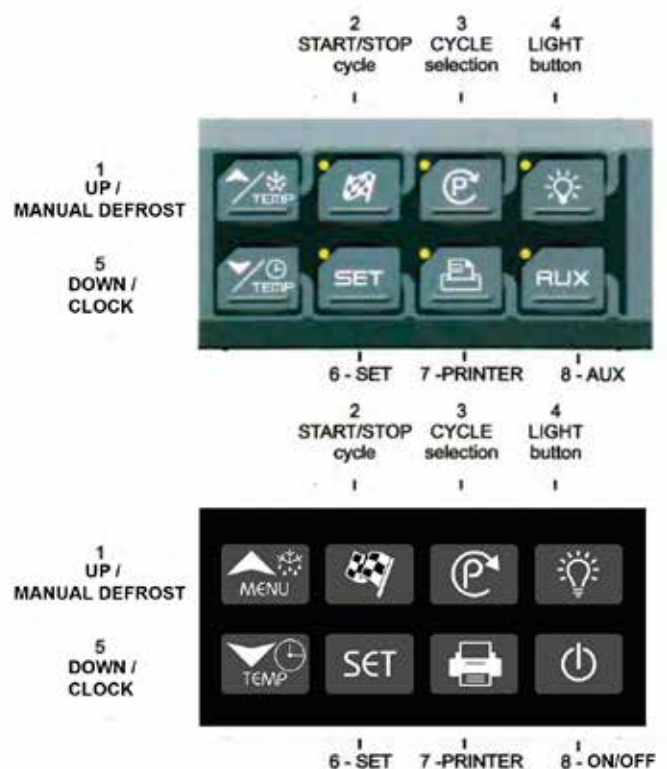 2 3 4
START/STOP CYCLE LIGHT
cycle selection button
1
UP /
MANUAL DEFROST
TEMP P
5
DOWN /
CLOCK
TEMP SET AUX
6 - SET 7 -PRINTER 8 - AUX
2 3 4
START/STOP CYCLE LIGHT
cycle selection button
1
UP /
MANUAL DEFROST
MENU P
5
DOWN /
CLOCK
TEMP SET
6 - SET 7 -PRINTER 8 - ON/OFF